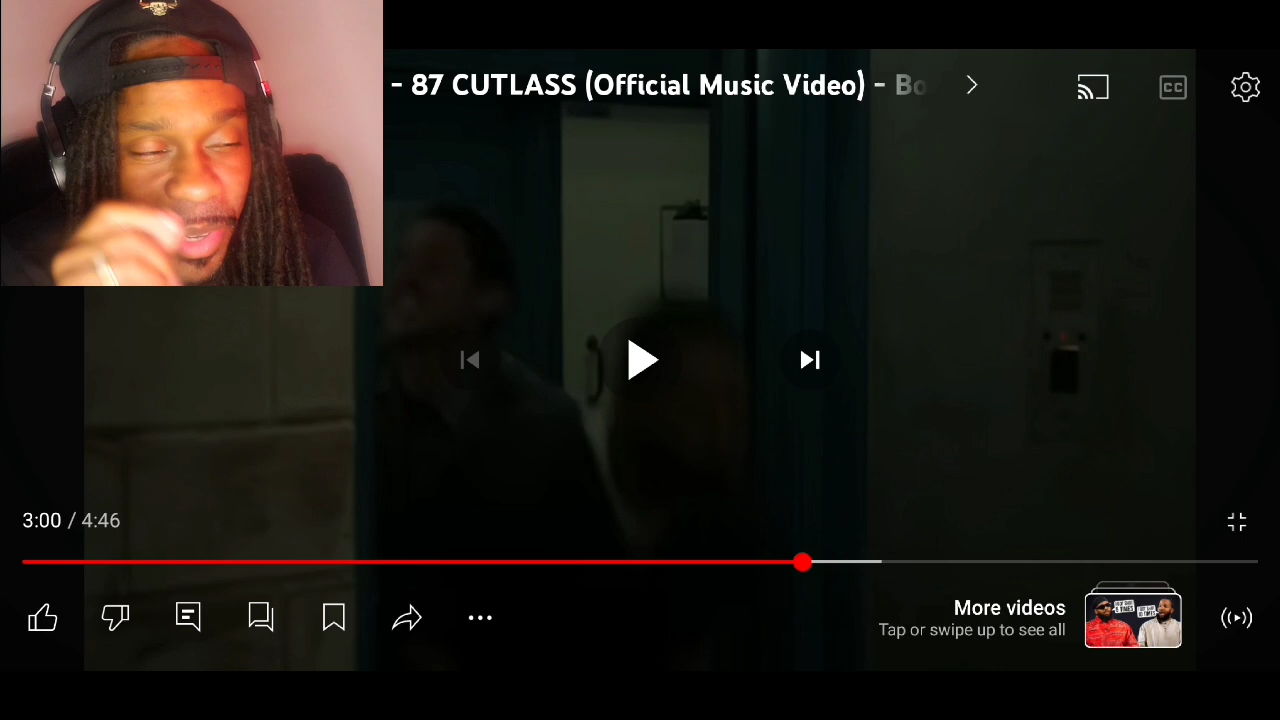 - 87 CUTLASS (Official Music Video) - Bo
CC
3:00 / 4:46
More videos
Tap or swipe up to see all